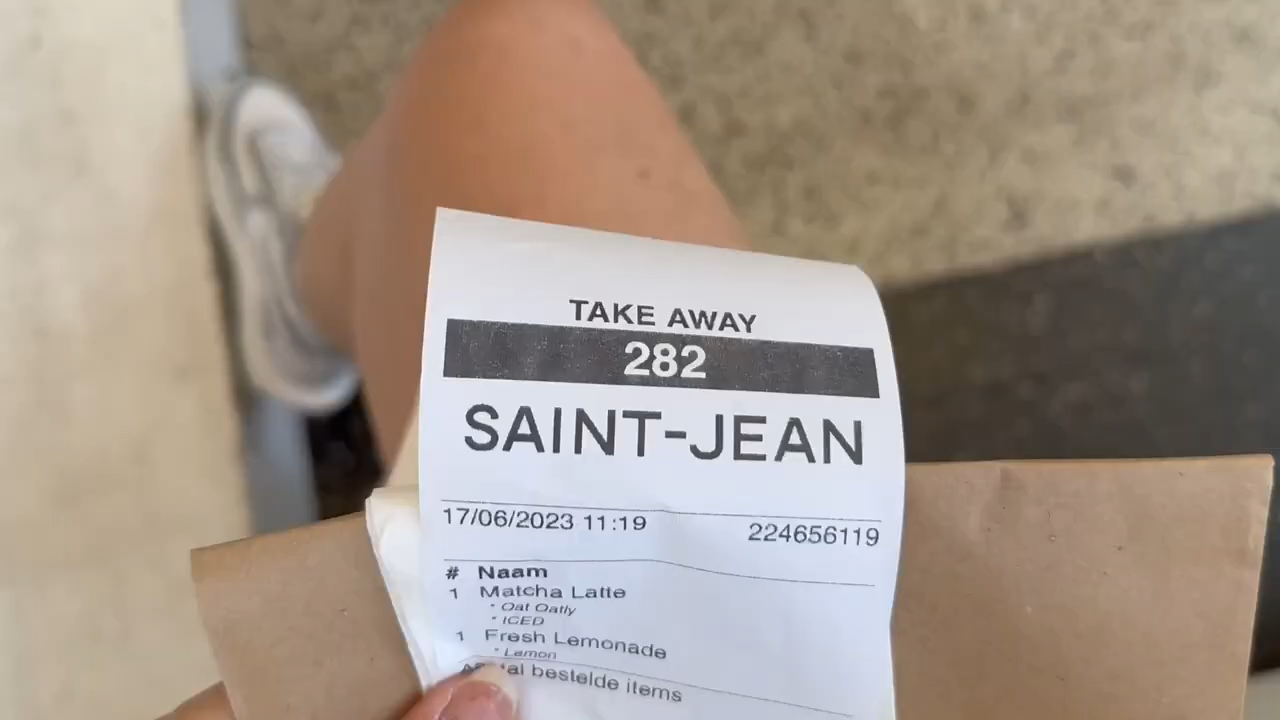 TAKE AWAY
282
SAINT-JEAN
17/06/2023 11:19 224656119
# Naam
1 Matcha Latte
* Oat Oatly
* ICED
1 Fresh Lemonade
* Lemon
bestelde items